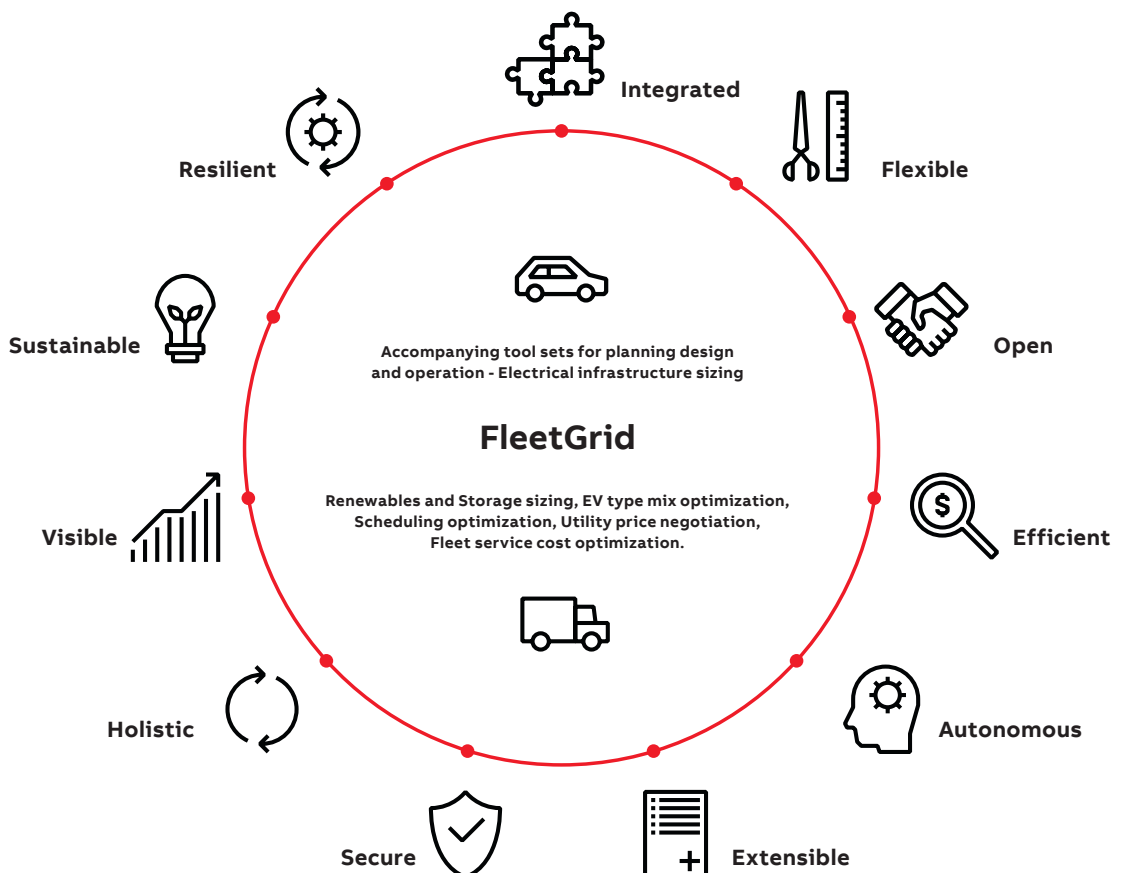 Integrated
Resilient
Flexible
Accompanying tool sets for planning design
and operation - Electrical infrastructure sizing
Sustainable
Open
FleetGrid
Renewables and Storage sizing, EV type mix optimization,
Scheduling optimization, Utility price negotiation,
Fleet service cost optimization.
$
Visible
Efficient
Holistic
Autonomous
Secure
Extensible